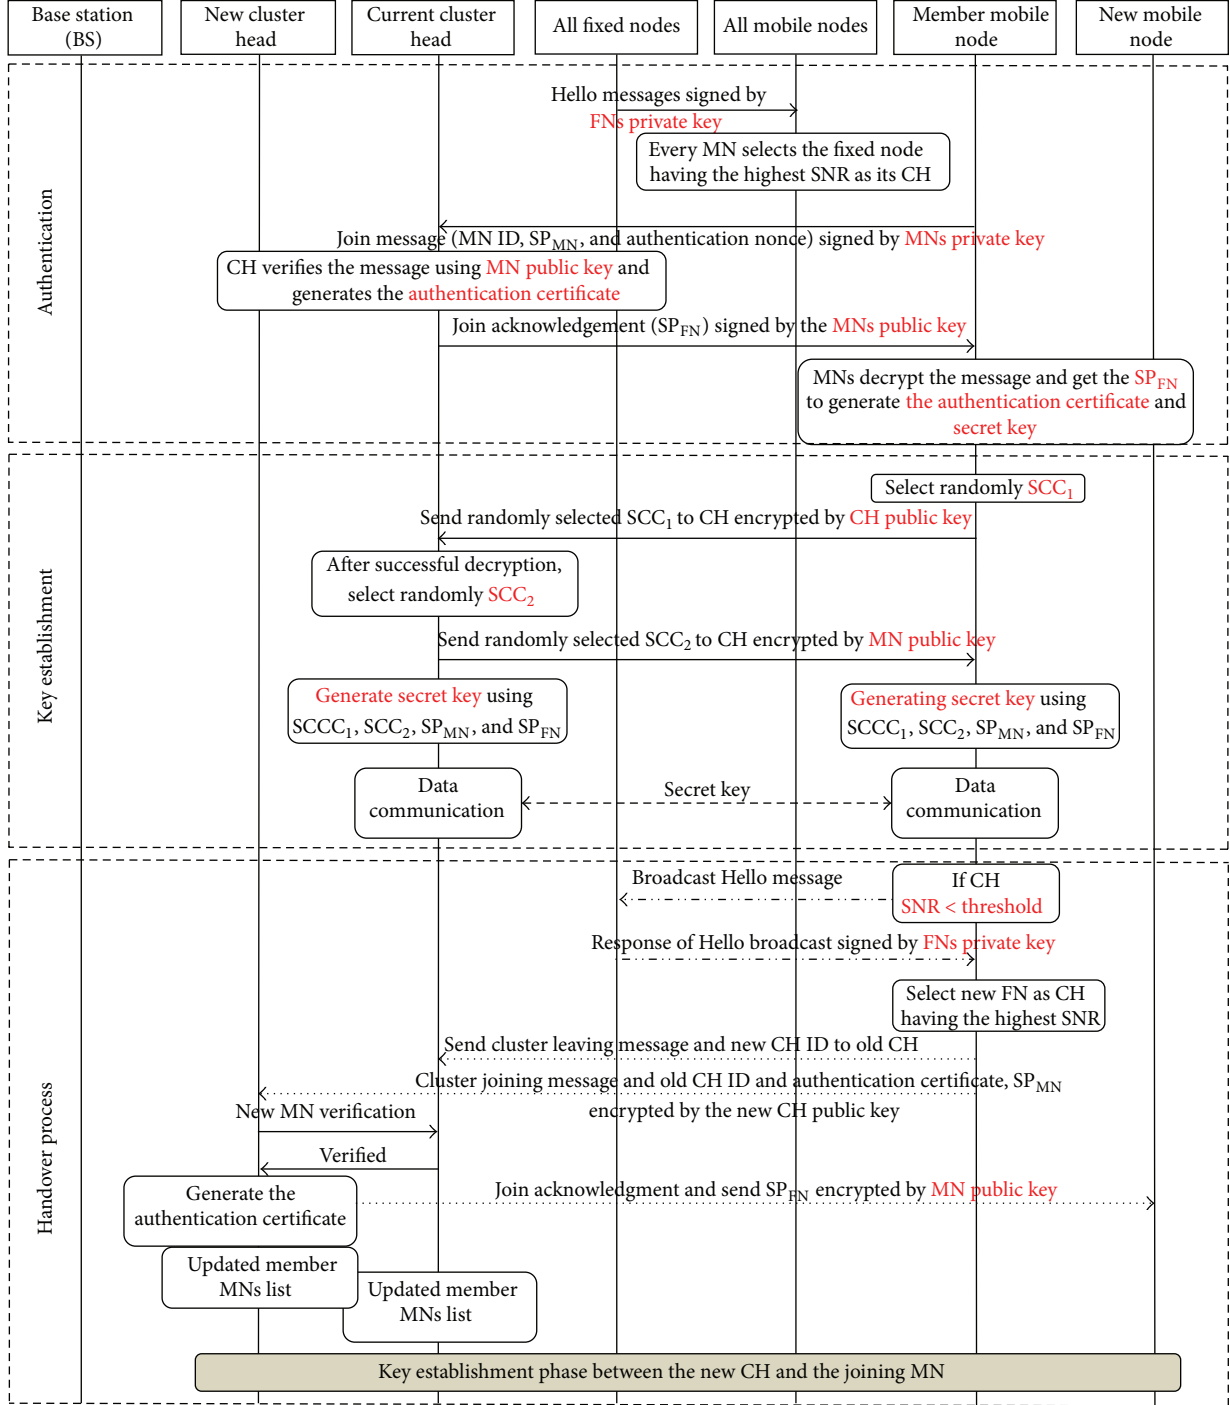 Base station
(BS)
New cluster
head
Current cluster
head
All fixed nodes
All mobile nodes
Member mobile
node
New mobile
node
Authentication
Hello messages signed by
FNs private key
Every MN selects the fixed node
having the highest SNR as its CH
Join message (MN ID, SP_MN, and authentication nonce) signed by MNs private key
CH verifies the message using MN public key and
generates the authentication certificate
Join acknowledgement (SP_FN) signed by the MNs public key
MNs decrypt the message and get the SP_FN
to generate the authentication certificate and
secret key
Key establishment
Select randomly SCC_1
Send randomly selected SCC_1 to CH encrypted by CH public key
After successful decryption,
select randomly SCC_2
Send randomly selected SCC_2 to CH encrypted by MN public key
Generate secret key using
SCCC_1, SCC_2, SP_MN, and SP_FN
Generating secret key using
SCCC_1, SCC_2, SP_MN, and SP_FN
Data
communication
Secret key
Data
communication
Handover process
Broadcast Hello message
If CH
SNR < threshold
Response of Hello broadcast signed by FNs private key
Select new FN as CH
having the highest SNR
Send cluster leaving message and new CH ID to old CH
Cluster joining message and old CH ID and authentication certificate, SP_MN
encrypted by the new CH public key
New MN verification
Verified
Generate the
authentication certificate
Join acknowledgment and send SP_FN encrypted by MN public key
Updated member
MNs list
Updated member
MNs list
Key establishment phase between the new CH and the joining MN